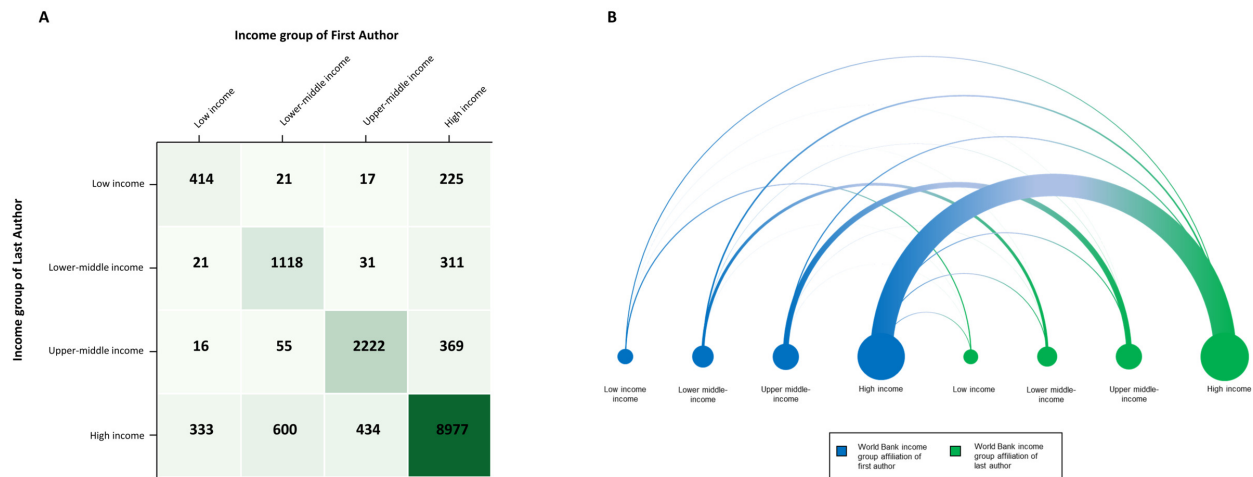 A
B
Income group of First Author
Low income
Lower-middle income
Upper-middle income
High income
Income group of Last Author
Low income
414 21 17 225
Lower-middle income
21 1118 31 311
Upper-middle income
16 55 2222 369
High income
333 600 434 8977
Low income
income
Lower middle-
income
Upper middle-
income
High income
Low income
Lower middle-
income
Upper middle-
income
High income
World Bank income
group affiliation of
first author
World Bank income
group affiliation of
last author